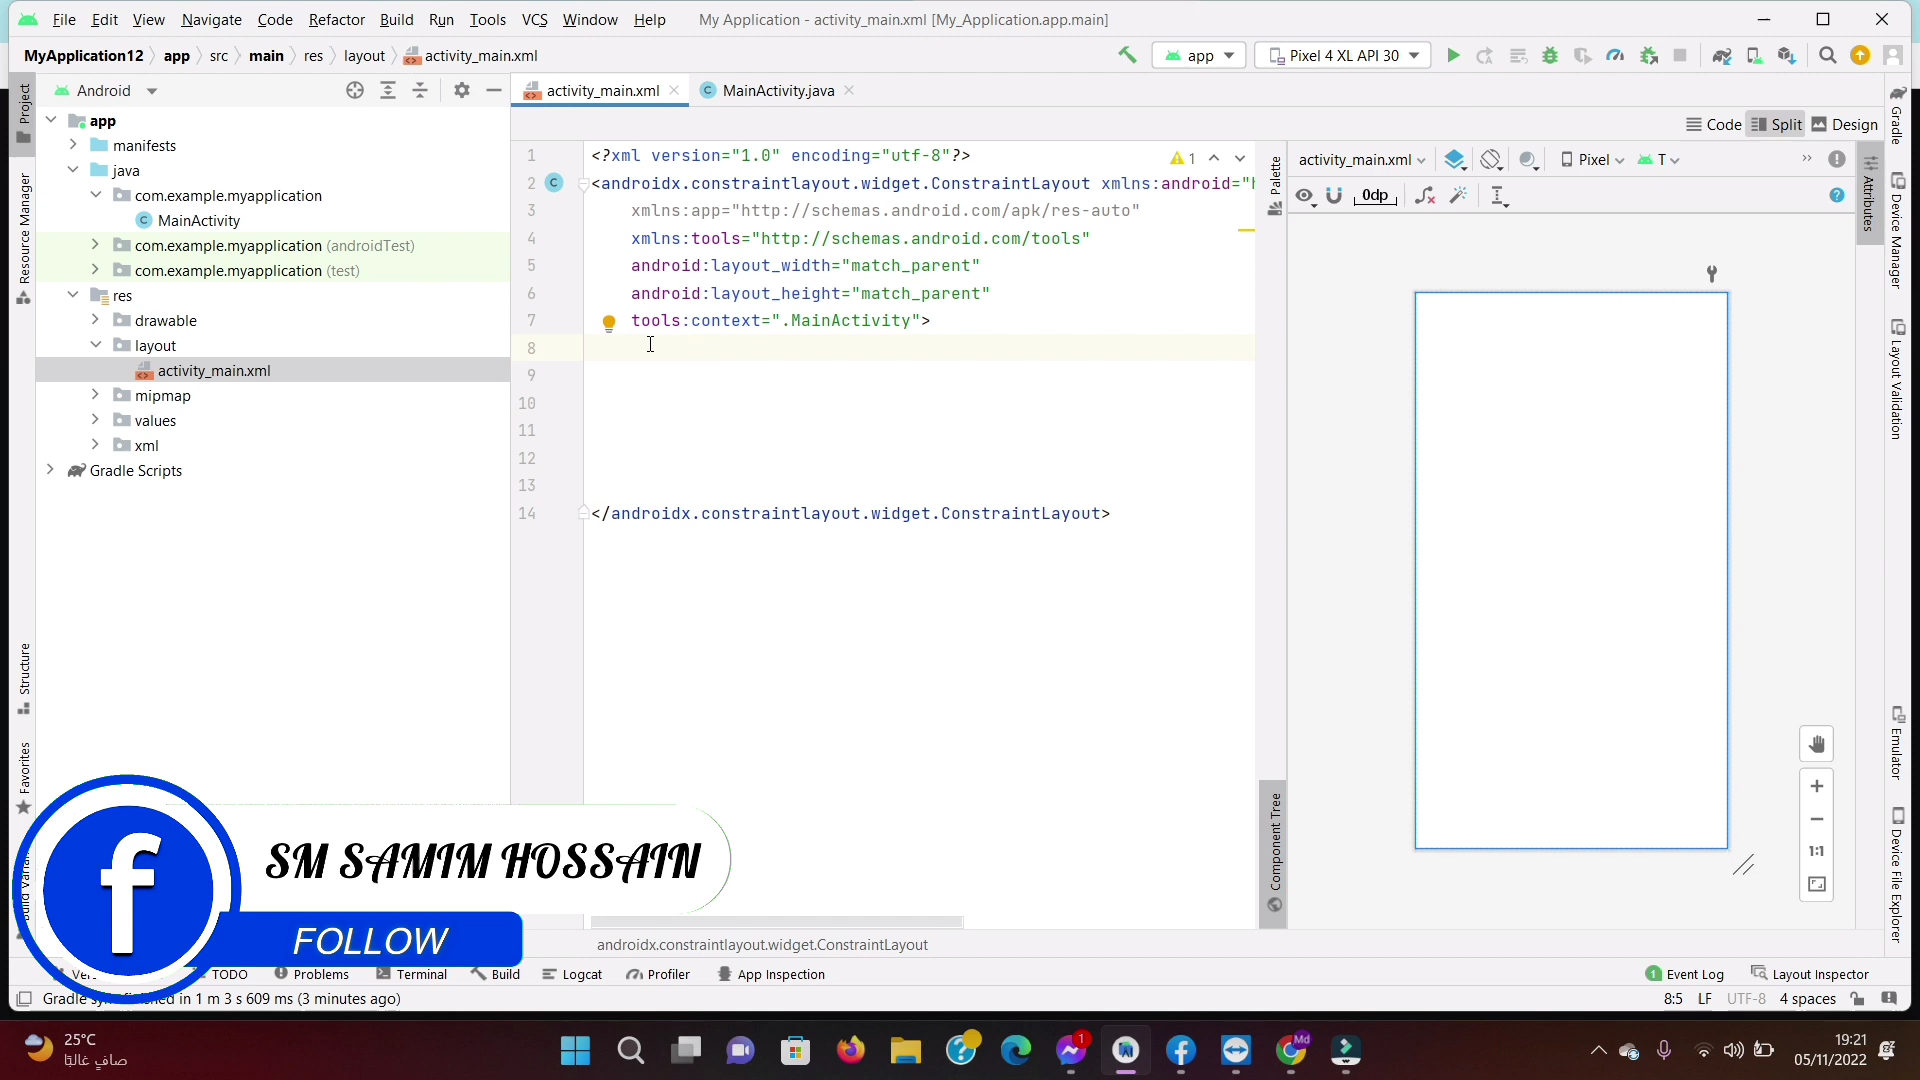 File Edit View Navigate Code Refactor Build Run Tools VCS Window Help My Application - activity_main.xml [My_Application.app.main]
MyApplication12 app src main res layout activity_main.xml app Pixel 4 XL API 30
Android activity_main.xml MainActivity.java
Code Split Design
app
manifests
java
com.example.myapplication
MainActivity
com.example.myapplication (androidTest)
com.example.myapplication (test)
res
drawable
layout
activity_main.xml
mipmap
values
xml
Gradle Scripts
Project
Resource Manager
Structure
Favorites
1 <?xml version="1.0" encoding="utf-8"?>
2 <androidx.constraintlayout.widget.ConstraintLayout xmlns:android="h
3 xmlns:app="http://schemas.android.com/apk/res-auto"
4 xmlns:tools="http://schemas.android.com/tools"
5 android:layout_width="match_parent"
6 android:layout_height="match_parent"
7 tools:context=".MainActivity">
8
9
10
11
12
13
14 </androidx.constraintlayout.widget.ConstraintLayout>
1
Palette
Component Tree
activity_main.xml Pixel T
0dp
1:1
Attributes
Gradle
Device Manager
Layout Validation
Emulator
Device File Explorer
SM SAMIM HOSSAIN
FOLLOW
androidx.constraintlayout.widget.ConstraintLayout
TODO Problems Terminal Build Logcat Profiler App Inspection 1 Event Log Layout Inspector
Gradle sync finished in 1 m 3 s 609 ms (3 minutes ago) 8:5 LF UTF-8 4 spaces
25°C
صافٍ غالبًا
1
Md
19:21
05/11/2022